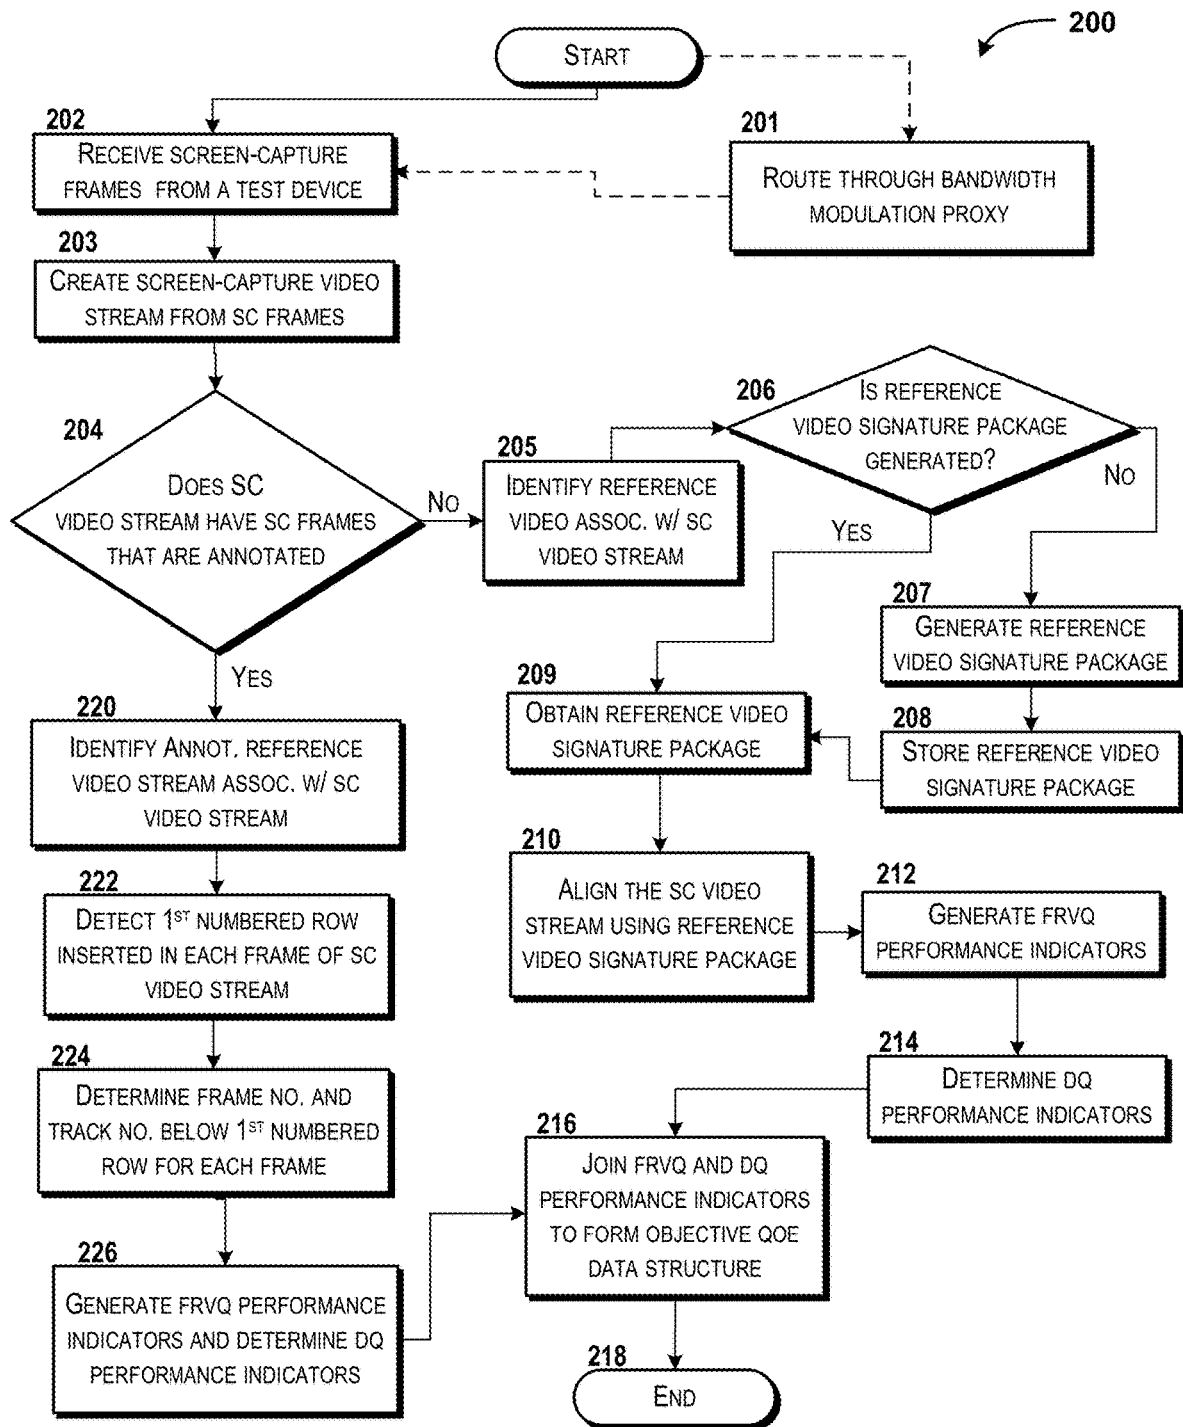 200
START
202
RECEIVE SCREEN-CAPTURE
FRAMES FROM A TEST DEVICE
201
ROUTE THROUGH BANDWIDTH
MODULATION PROXY
203
CREATE SCREEN-CAPTURE VIDEO
STREAM FROM SC FRAMES
204
DOES SC
VIDEO STREAM HAVE SC FRAMES
THAT ARE ANNOTATED
NO
YES
205
IDENTIFY REFERENCE
VIDEO ASSOC. W/ SC
VIDEO STREAM
206
IS REFERENCE
VIDEO SIGNATURE PACKAGE
GENERATED?
NO
YES
207
GENERATE REFERENCE
VIDEO SIGNATURE PACKAGE
208
STORE REFERENCE VIDEO
SIGNATURE PACKAGE
209
OBTAIN REFERENCE VIDEO
SIGNATURE PACKAGE
210
ALIGN THE SC VIDEO
STREAM USING REFERENCE
VIDEO SIGNATURE PACKAGE
212
GENERATE FRVQ
PERFORMANCE INDICATORS
214
DETERMINE DQ
PERFORMANCE INDICATORS
220
IDENTIFY ANNOT. REFERENCE
VIDEO STREAM ASSOC. W/ SC
VIDEO STREAM
222
DETECT 1ST NUMBERED ROW
INSERTED IN EACH FRAME OF SC
VIDEO STREAM
224
DETERMINE FRAME NO. AND
TRACK NO. BELOW 1ST NUMBERED
ROW FOR EACH FRAME
226
GENERATE FRVQ PERFORMANCE
INDICATORS AND DETERMINE DQ
PERFORMANCE INDICATORS
216
JOIN FRVQ AND DQ
PERFORMANCE INDICATORS
TO FORM OBJECTIVE QOE
DATA STRUCTURE
218
END